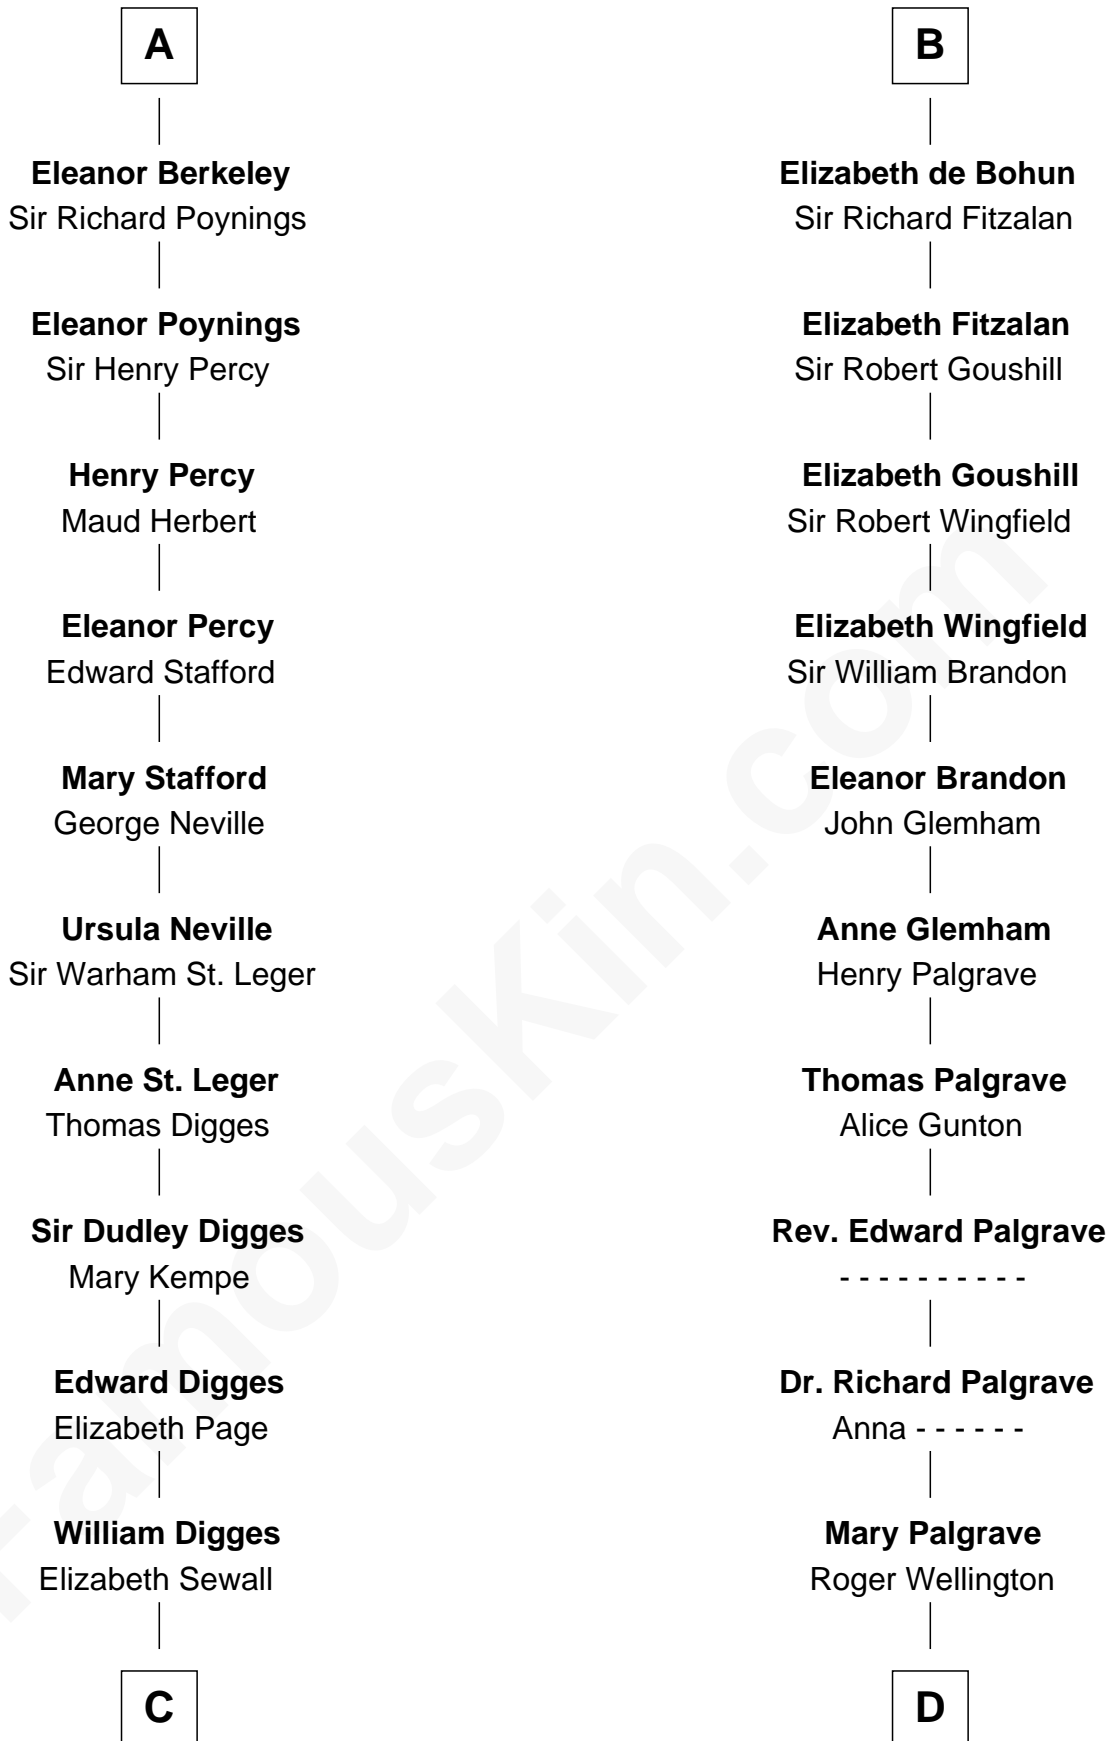 A
Eleanor Berkeley
Sir Richard Poynings
Eleanor Poynings
Sir Henry Percy
Henry Percy
Maud Herbert
Eleanor Percy
Edward Stafford
Mary Stafford
George Neville
Ursula Neville
Sir Warham St. Leger
Anne St. Leger
Thomas Digges
Sir Dudley Digges
Mary Kempe
Edward Digges
Elizabeth Page
William Digges
Elizabeth Sewall
C
B
Elizabeth de Bohun
Sir Richard Fitzalan
Elizabeth Fitzalan
Sir Robert Goushill
Elizabeth Goushill
Sir Robert Wingfield
Elizabeth Wingfield
Sir William Brandon
Eleanor Brandon
John Glemham
Anne Glemham
Henry Palgrave
Thomas Palgrave
Alice Gunton
Rev. Edward Palgrave
- - - - - - - - - -
Dr. Richard Palgrave
Anna - - - - - -
Mary Palgrave
Roger Wellington
D
FamousKin.com